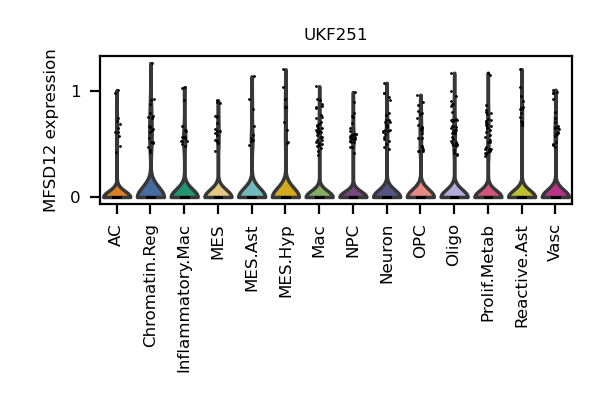 UKF251
MFSD12 expression
1
0
AC
Chromatin.Reg
Inflammatory.Mac
MES
MES.Ast
MES.Hyp
Mac
NPC
Neuron
OPC
Oligo
Prolif.Metab
Reactive.Ast
Vasc